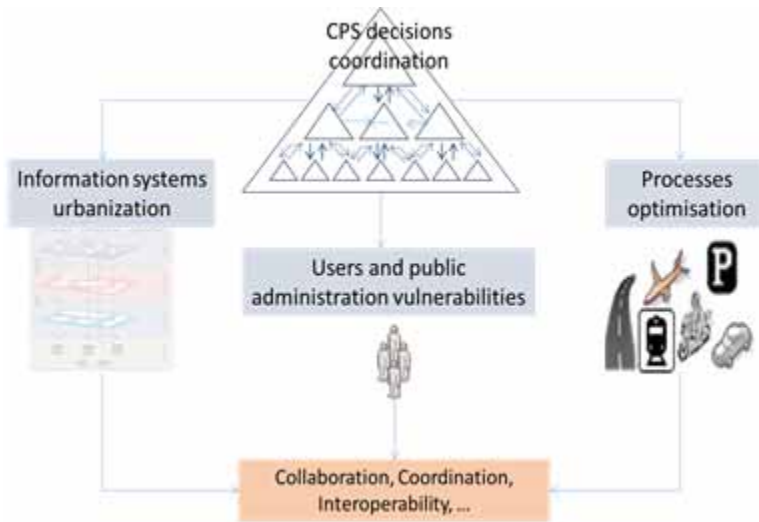 CPS decisions
coordination
Information systems
urbanization
Processes
optimisation
Users and public
administration vulnerabilities
P
Collaboration, Coordination,
Interoperability, ...